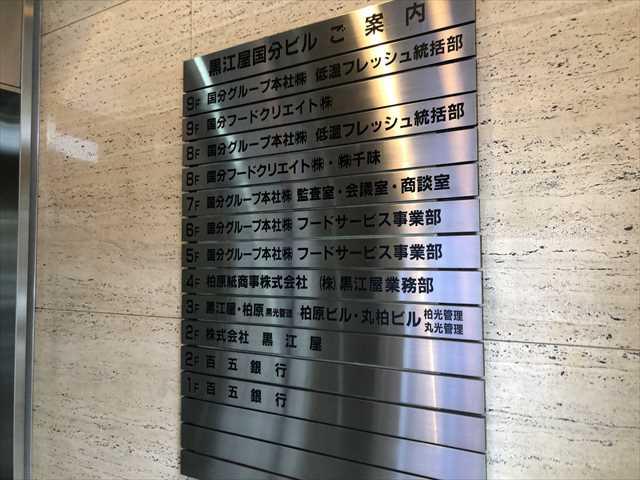 黒江屋国分ビル ご案内
9F 国分グループ本社㈱ 低温フレッシュ統括部
9F 国分フードクリエイト㈱
8F 国分グループ本社㈱ 低温フレッシュ統括部
8F 国分フードクリエイト㈱・㈱千味
7F 国分グループ本社㈱ 監査室・会議室・商談室
6F 国分グループ本社㈱ フードサービス事業部
5F 国分グループ本社㈱ フードサービス事業部
4F 柏原紙商事株式会社 (株)黒江屋業務部
3F 黒江屋・柏原 黒光管理 柏原ビル・丸柏ビル 柏光管理 丸光管理
2F 株式会社 黒江屋
2F 百五銀行
1F 百五銀行